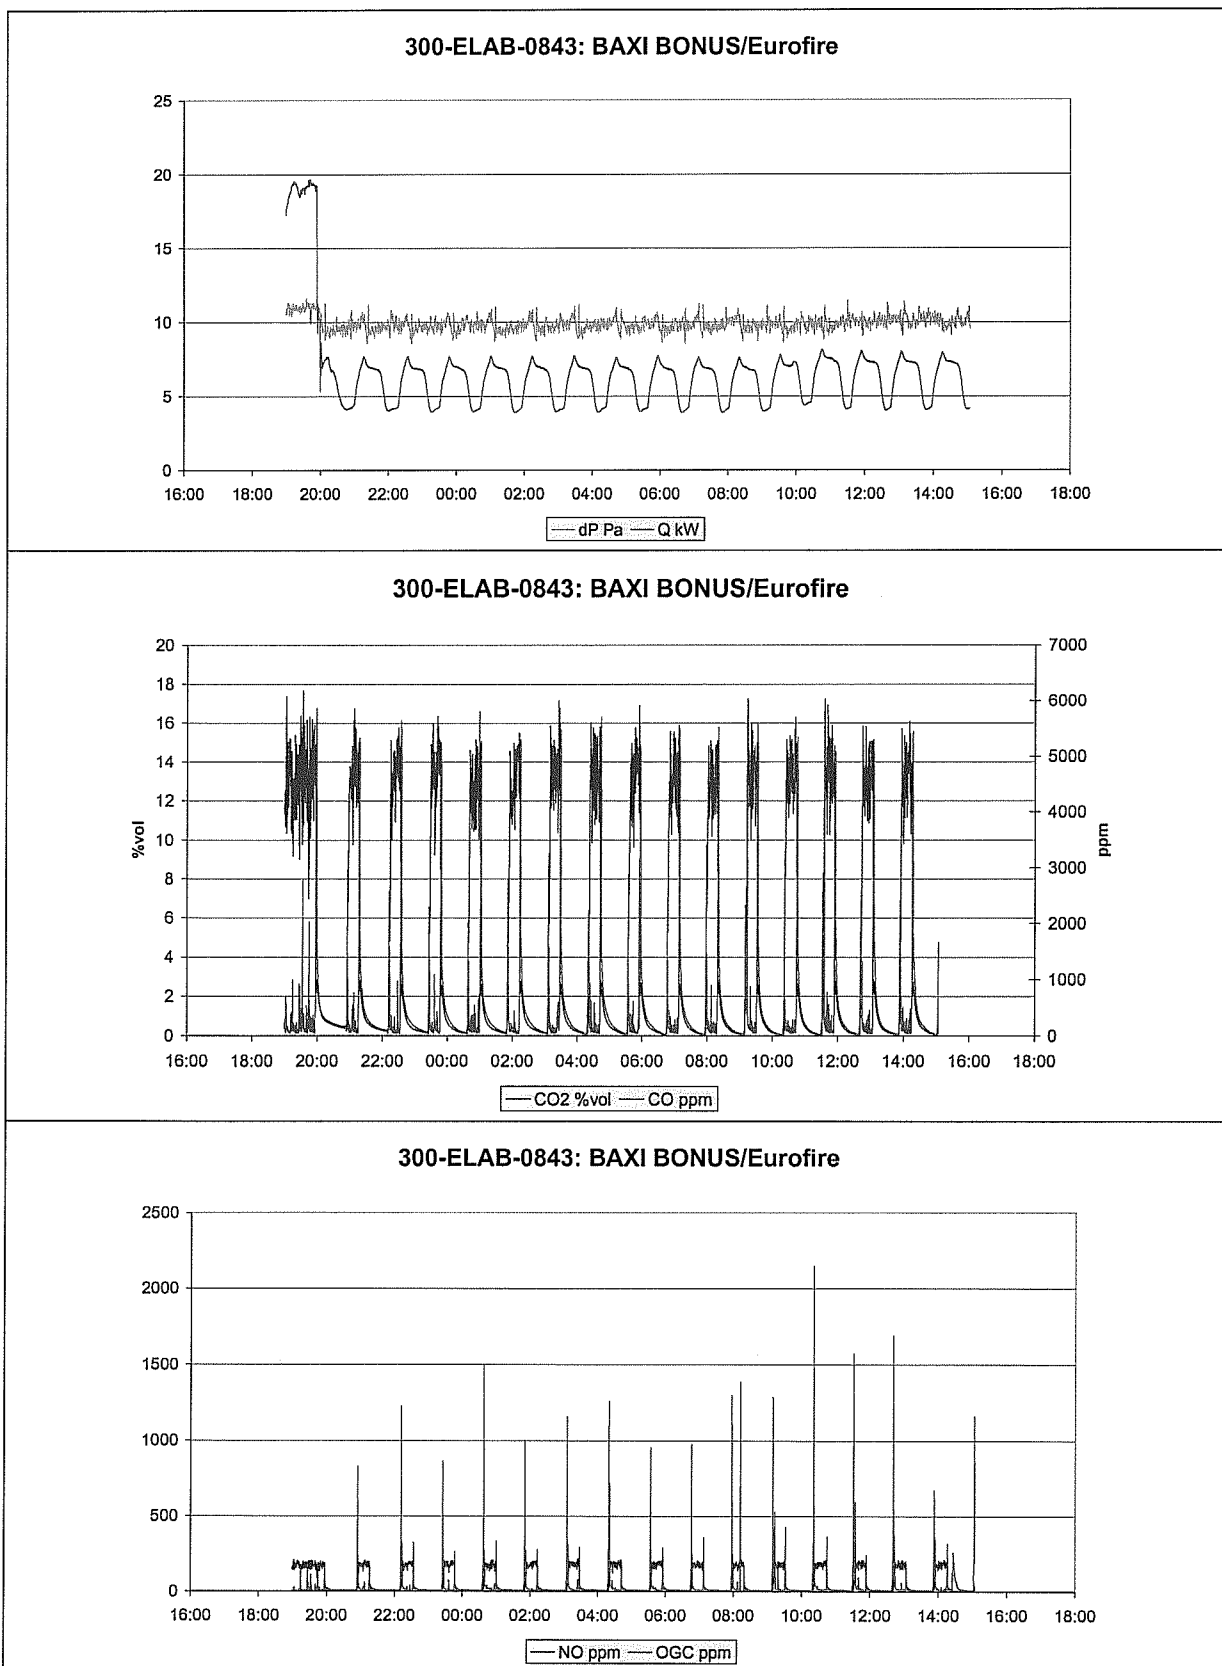 300-ELAB-0843: BAXI BONUS/Eurofire
25
20
15
10
5
0
16:00 18:00 20:00 22:00 00:00 02:00 04:00 06:00 08:00 10:00 12:00 14:00 16:00 18:00
dP Pa Q kW
300-ELAB-0843: BAXI BONUS/Eurofire
20 7000
18
6000
16
14 5000
12
4000
10
%vol ppm
8 3000
6
2000
4
1000
2
0 0
16:00 18:00 20:00 22:00 00:00 02:00 04:00 06:00 08:00 10:00 12:00 14:00 16:00 18:00
CO2 %vol CO ppm
300-ELAB-0843: BAXI BONUS/Eurofire
2500
2000
1500
1000
500
0
16:00 18:00 20:00 22:00 00:00 02:00 04:00 06:00 08:00 10:00 12:00 14:00 16:00 18:00
NO ppm OGC ppm